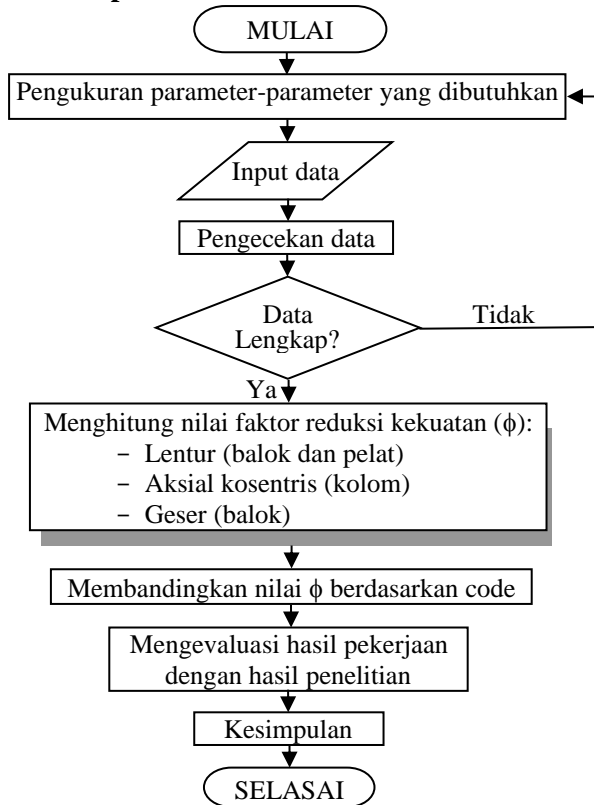 MULAI
Pengukuran parameter-parameter yang dibutuhkan
Input data
Pengecekan data
Data
Lengkap?
Tidak
Ya
Menghitung nilai faktor reduksi kekuatan (ϕ):
- Lentur (balok dan pelat)
- Aksial kosentris (kolom)
- Geser (balok)
Membandingkan nilai ϕ berdasarkan code
Mengevaluasi hasil pekerjaan
dengan hasil penelitian
Kesimpulan
SELASAI